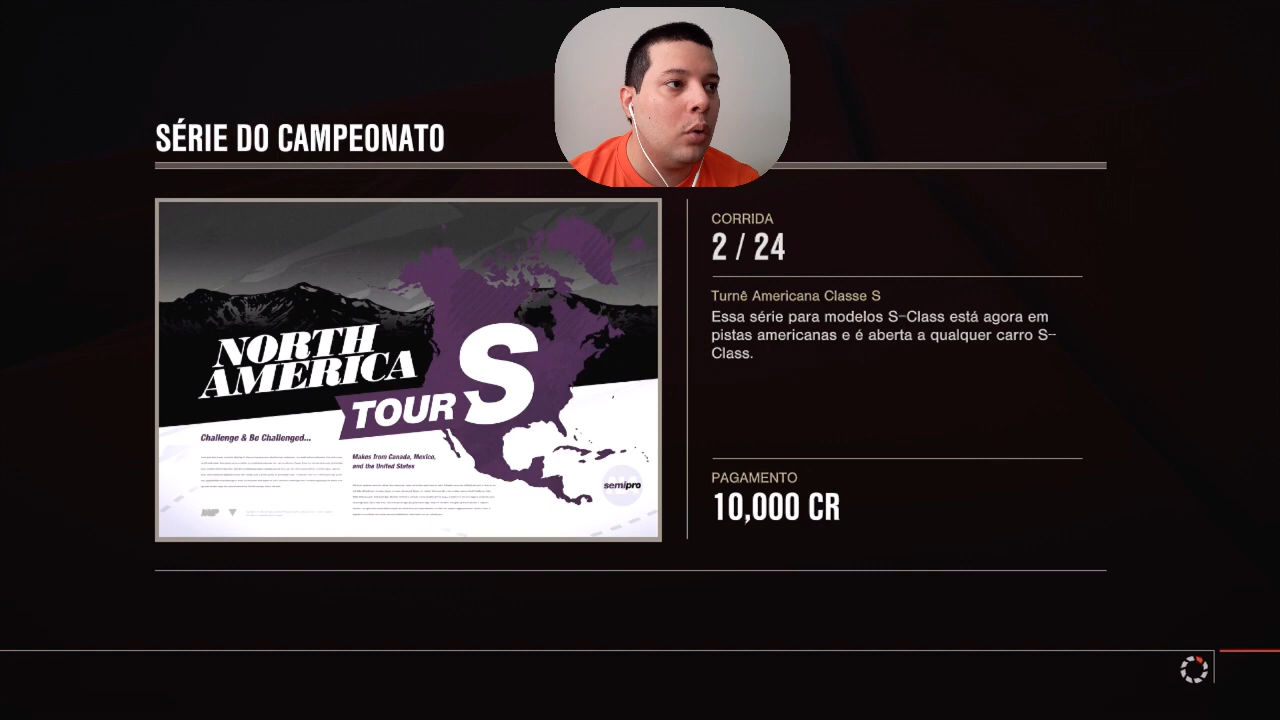 SÉRIE DO CAMPEONATO
NORTH
AMERICA
TOUR S
Challenge & Be Challenged...
Makes from Canada, Mexico,
and the United States
semipro
CORRIDA
2 / 24
Turnê Americana Classe S
Essa série para modelos S-Class está agora em
pistas americanas e é aberta a qualquer carro S-
Class.
PAGAMENTO
10,000 CR